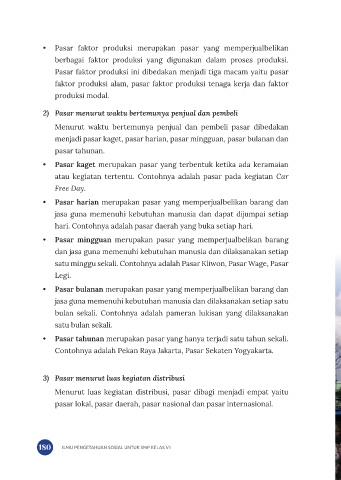 • Pasar faktor produksi merupakan pasar yang memperjualbelikan
berbagai faktor produksi yang digunakan dalam proses produksi.
Pasar faktor produksi ini dibedakan menjadi tiga macam yaitu pasar
faktor produksi alam, pasar faktor produksi tenaga kerja dan faktor
produksi modal.
2) Pasar menurut waktu bertemunya penjual dan pembeli
Menurut waktu bertemunya penjual dan pembeli pasar dibedakan
menjadi pasar kaget, pasar harian, pasar mingguan, pasar bulanan dan
pasar tahunan.
• Pasar kaget merupakan pasar yang terbentuk ketika ada keramaian
atau kegiatan tertentu. Contohnya adalah pasar pada kegiatan Car
Free Day.
• Pasar harian merupakan pasar yang memperjualbelikan barang dan
jasa guna memenuhi kebutuhan manusia dan dapat dijumpai setiap
hari. Contohnya adalah pasar daerah yang buka setiap hari.
• Pasar mingguan merupakan pasar yang memperjualbelikan barang
dan jasa guna memenuhi kebutuhan manusia dan dilaksanakan setiap
satu minggu sekali. Contohnya adalah Pasar Kliwon, Pasar Wage, Pasar
Legi.
• Pasar bulanan merupakan pasar yang memperjualbelikan barang dan
jasa guna memenuhi kebutuhan manusia dan dilaksanakan setiap satu
bulan sekali. Contohnya adalah pameran lukisan yang dilaksanakan
satu bulan sekali.
• Pasar tahunan merupakan pasar yang hanya terjadi satu tahun sekali.
Contohnya adalah Pekan Raya Jakarta, Pasar Sekaten Yogyakarta.
3) Pasar menurut luas kegiatan distribusi
Menurut luas kegiatan distribusi, pasar dibagi menjadi empat yaitu
pasar lokal, pasar daerah, pasar nasional dan pasar internasional.
180 ILMU PENGETAHUAN SOSIAL UNTUK SMP KELAS VII